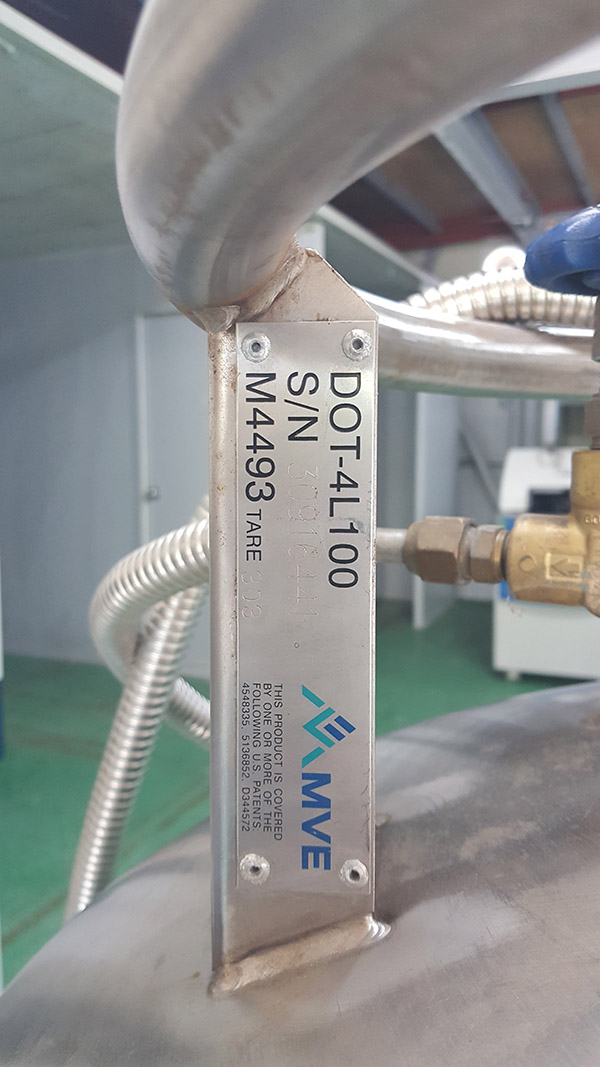 DOT-4L100
S/N
M4493 TARE
MVE
THIS PRODUCT IS COVERED
BY ONE OR MORE OF THE
FOLLOWING U.S. PATENTS.
4548335, 5136852, D344572